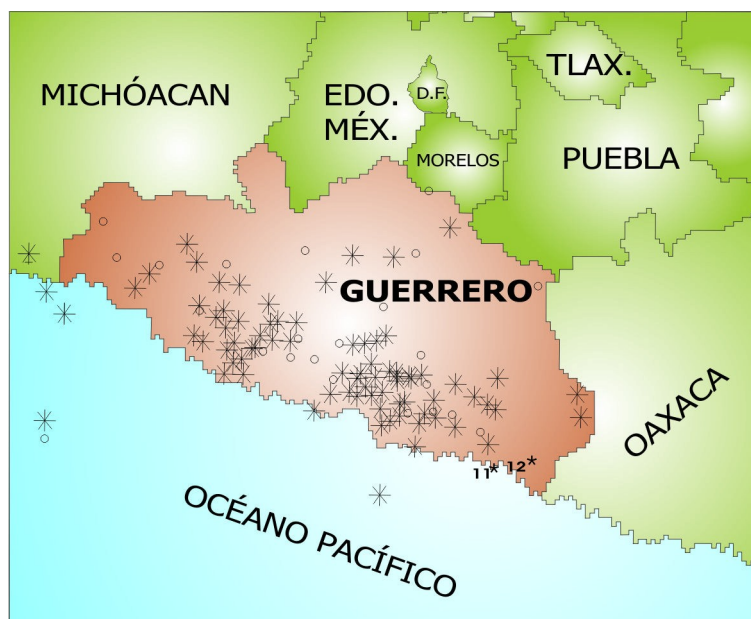 TLAX.
MICHÓACAN
EDO.
MÉX.
D.F.
MORELOS
PUEBLA
GUERRERO
OAXACA
11* 12*
OCÉANO PACÍFICO